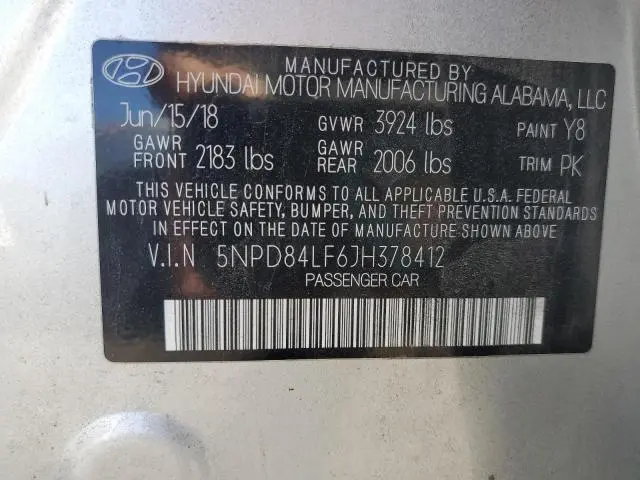 MANUFACTURED BY
HYUNDAI MOTOR MANUFACTURING ALABAMA, LLC
Jun/15/18 GVWR 3924 lbs PAINT Y8
GAWR FRONT 2183 lbs GAWR REAR 2006 lbs TRIM PK
THIS VEHICLE CONFORMS TO ALL APPLICABLE U.S.A. FEDERAL
MOTOR VEHICLE SAFETY, BUMPER, AND THEFT PREVENTION STANDARDS
IN EFFECT ON THE DATE OF MANUFACTURE SHOWN ABOVE.
V.I.N 5NPD84LF6JH378412
PASSENGER CAR